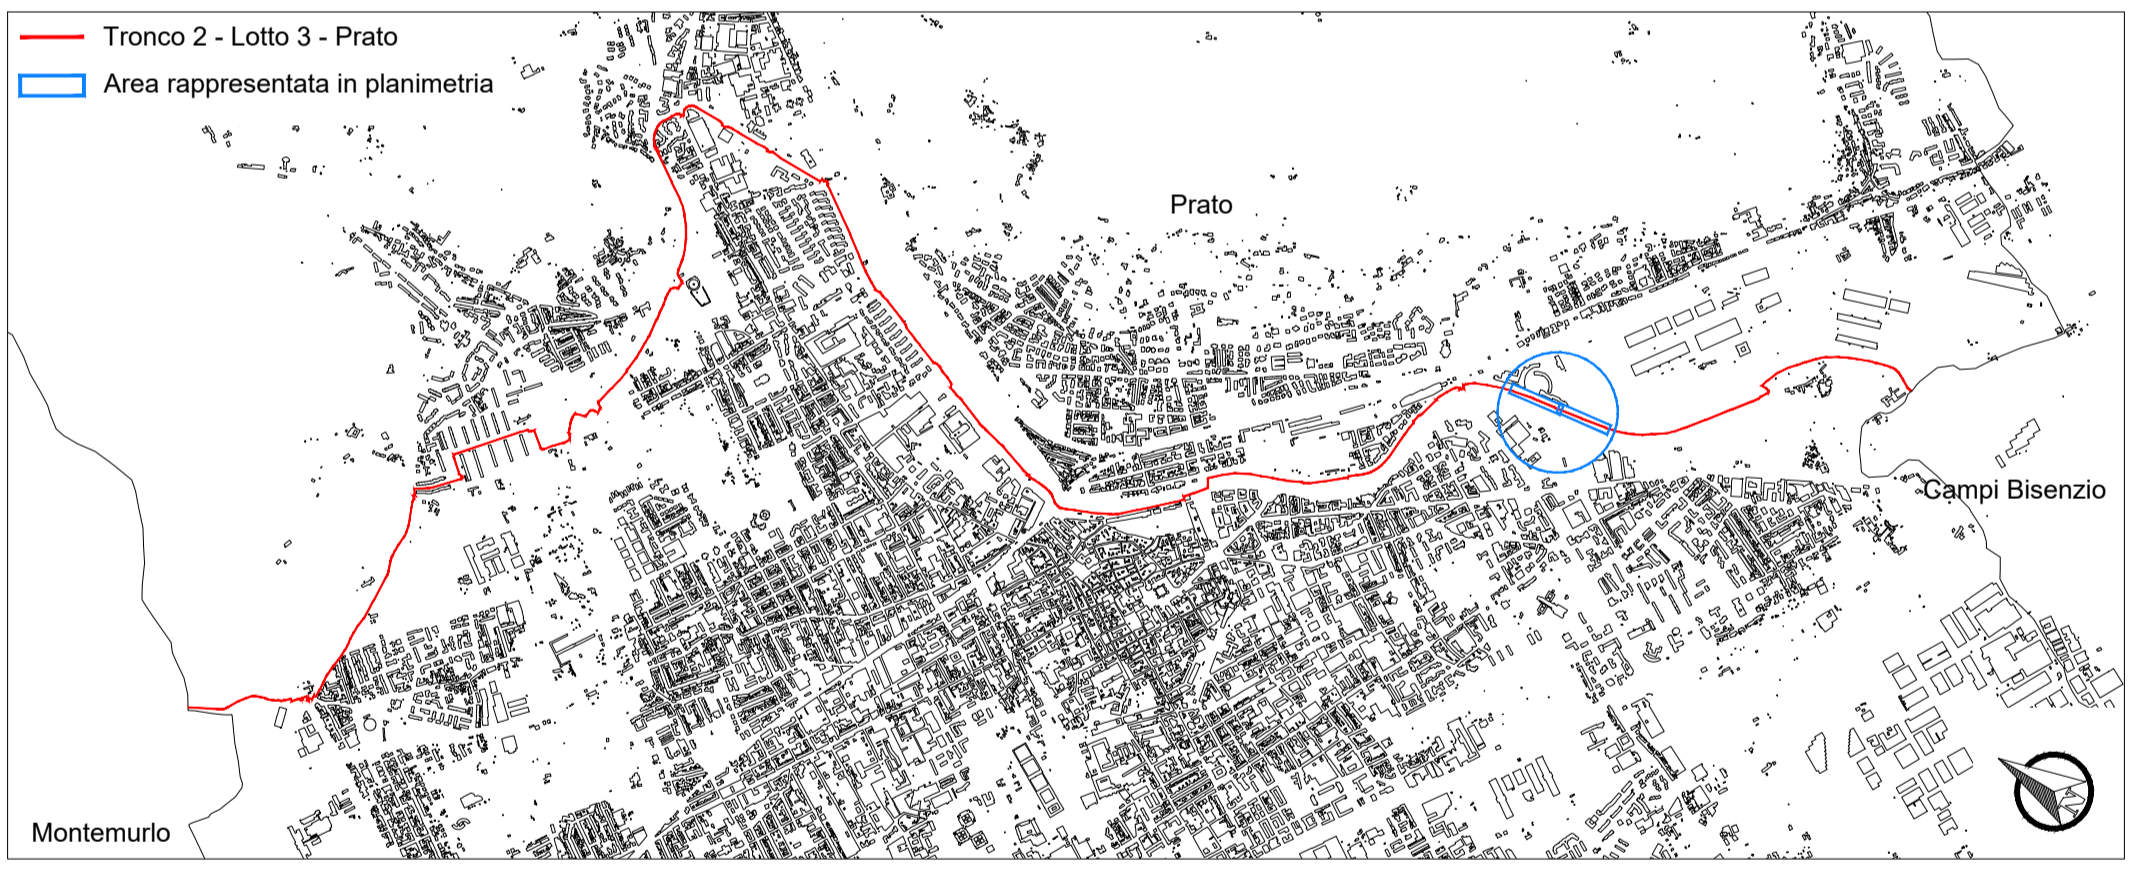 Tronco 2 - Lotto 3 - Prato
Area rappresentata in planimetria
Prato
Campi Bisenzio
Montemurlo